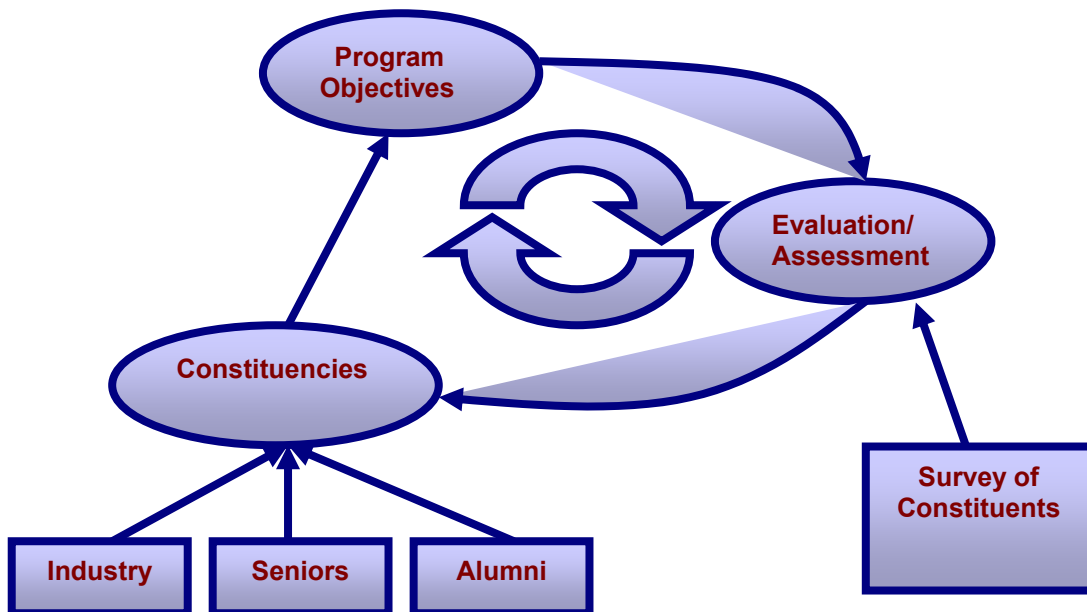 Program
Objectives
Evaluation/
Assessment
Constituencies
Survey of
Constituents
Industry
Seniors
Alumni